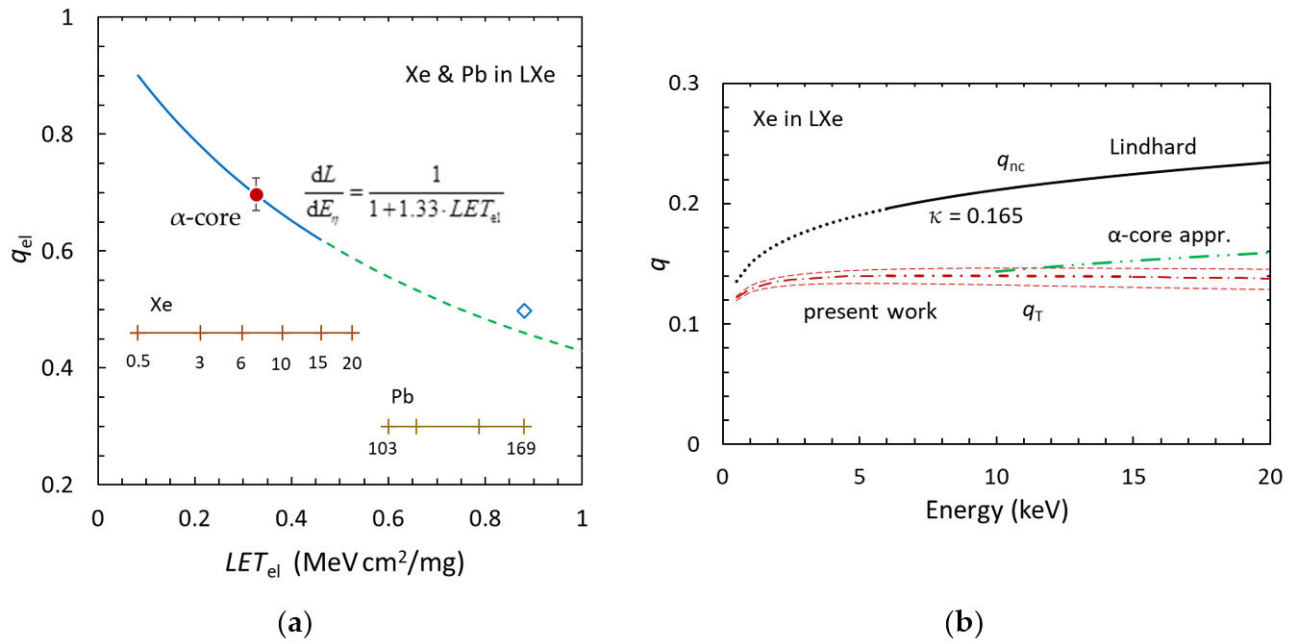 1
0.8
0.6
0.4
0.2
q_el
Xe & Pb in LXe
dL/dE_η = 1/(1+1.33·LET_el)
α-core
Xe
0.5 3 6 10 15 20
Pb
103 169
0 0.2 0.4 0.6 0.8 1
LET_el (MeV cm²/mg)
(a)
0.3
0.2
0.1
0
q
Xe in LXe
Lindhard
q_nc
κ = 0.165
α-core appr.
present work
q_T
0 5 10 15 20
Energy (keV)
(b)